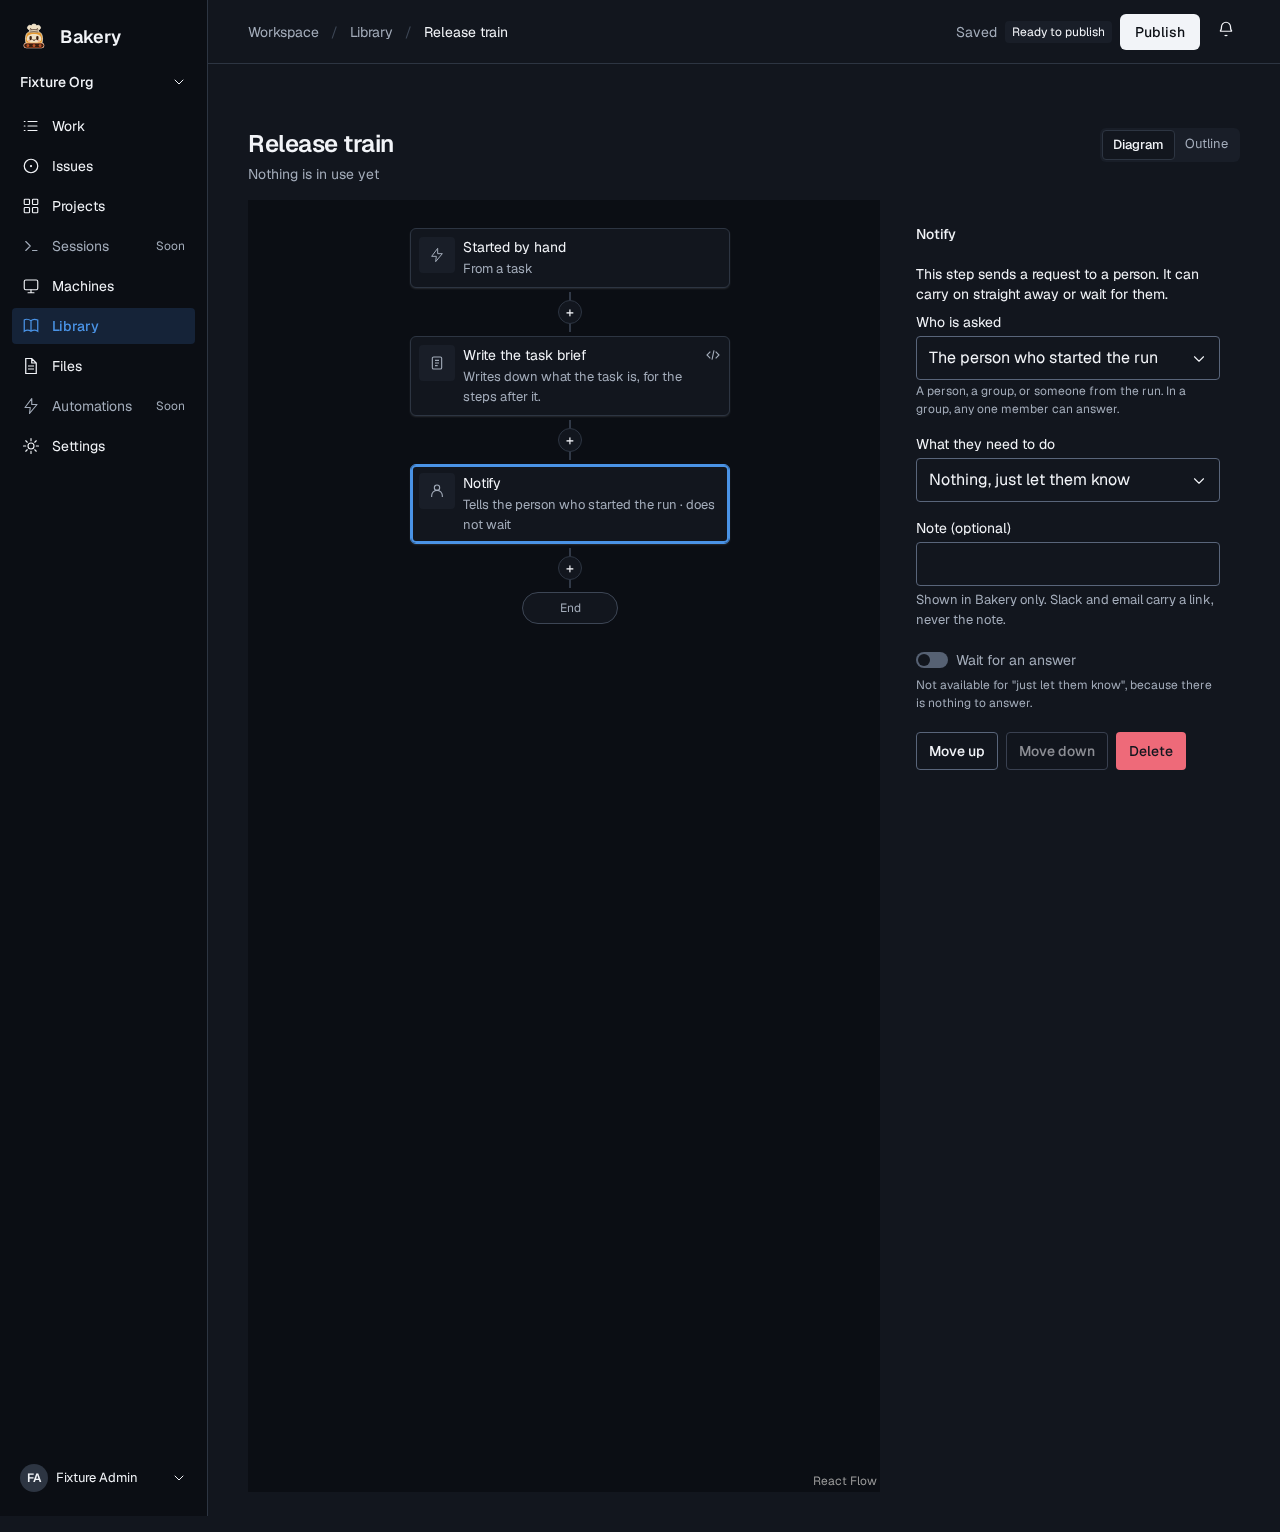 Bakery
Fixture Org
Work
Issues
Projects
Sessions Soon
Machines
Library
Files
Automations Soon
Settings
FA Fixture Admin
Workspace / Library / Release train
Saved Ready to publish Publish
Release train
Nothing is in use yet
Diagram Outline
Started by hand
From a task
+
Write the task brief
Writes down what the task is, for the
steps after it.
+
Notify
Tells the person who started the run · does
not wait
+
End
React Flow
Notify
This step sends a request to a person. It can
carry on straight away or wait for them.
Who is asked
The person who started the run
A person, a group, or someone from the run. In a
group, any one member can answer.
What they need to do
Nothing, just let them know
Note (optional)
Shown in Bakery only. Slack and email carry a link,
never the note.
Wait for an answer
Not available for "just let them know", because there
is nothing to answer.
Move up Move down Delete